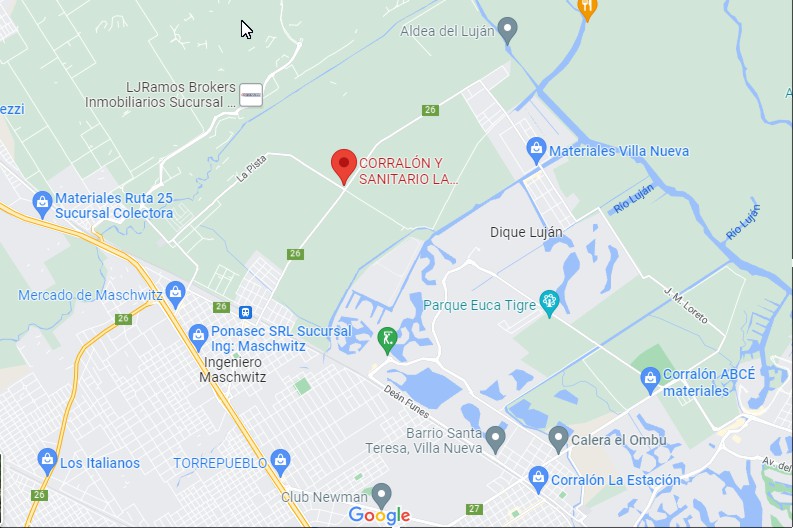 Aldea del Luján
LJRamos Brokers
Inmobiliarios Sucursal ...
ezzi
A
26
CORRALÓN Y
SANITARIO LA...
La Pista
Materiales Villa Nueva
Materiales Ruta 25
Sucursal Colectora
Río Luján
Río Luján
Dique Luján
26
Mercado de Maschwitz
26
26
Parque Euca Tigre
J. M. Loreto
Ponasec SRL Sucursal
Ing: Maschwitz
Ingeniero
Maschwitz
Corralón ABCÉ
materiales
Deán Funes
Barrio Santa
Teresa, Villa Nueva
Calera el Ombu
Los Italianos
TORREPUEBLO
Av. del
Corralón La Estación
26
Club Newman
27
Google